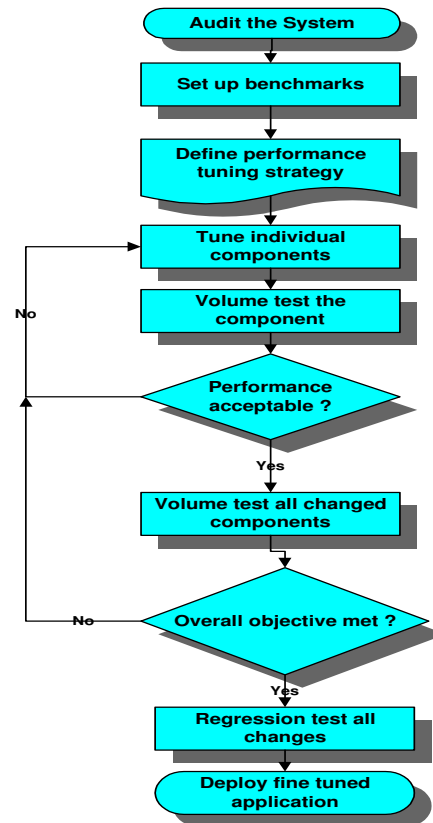 Audit the System
Set up benchmarks
Define performance
tuning strategy
Tune individual
components
Volume test the
component
No
Performance
acceptable ?
Yes
Volume test all changed
components
No
Overall objective met ?
Yes
Regression test all
changes
Deploy fine tuned
application